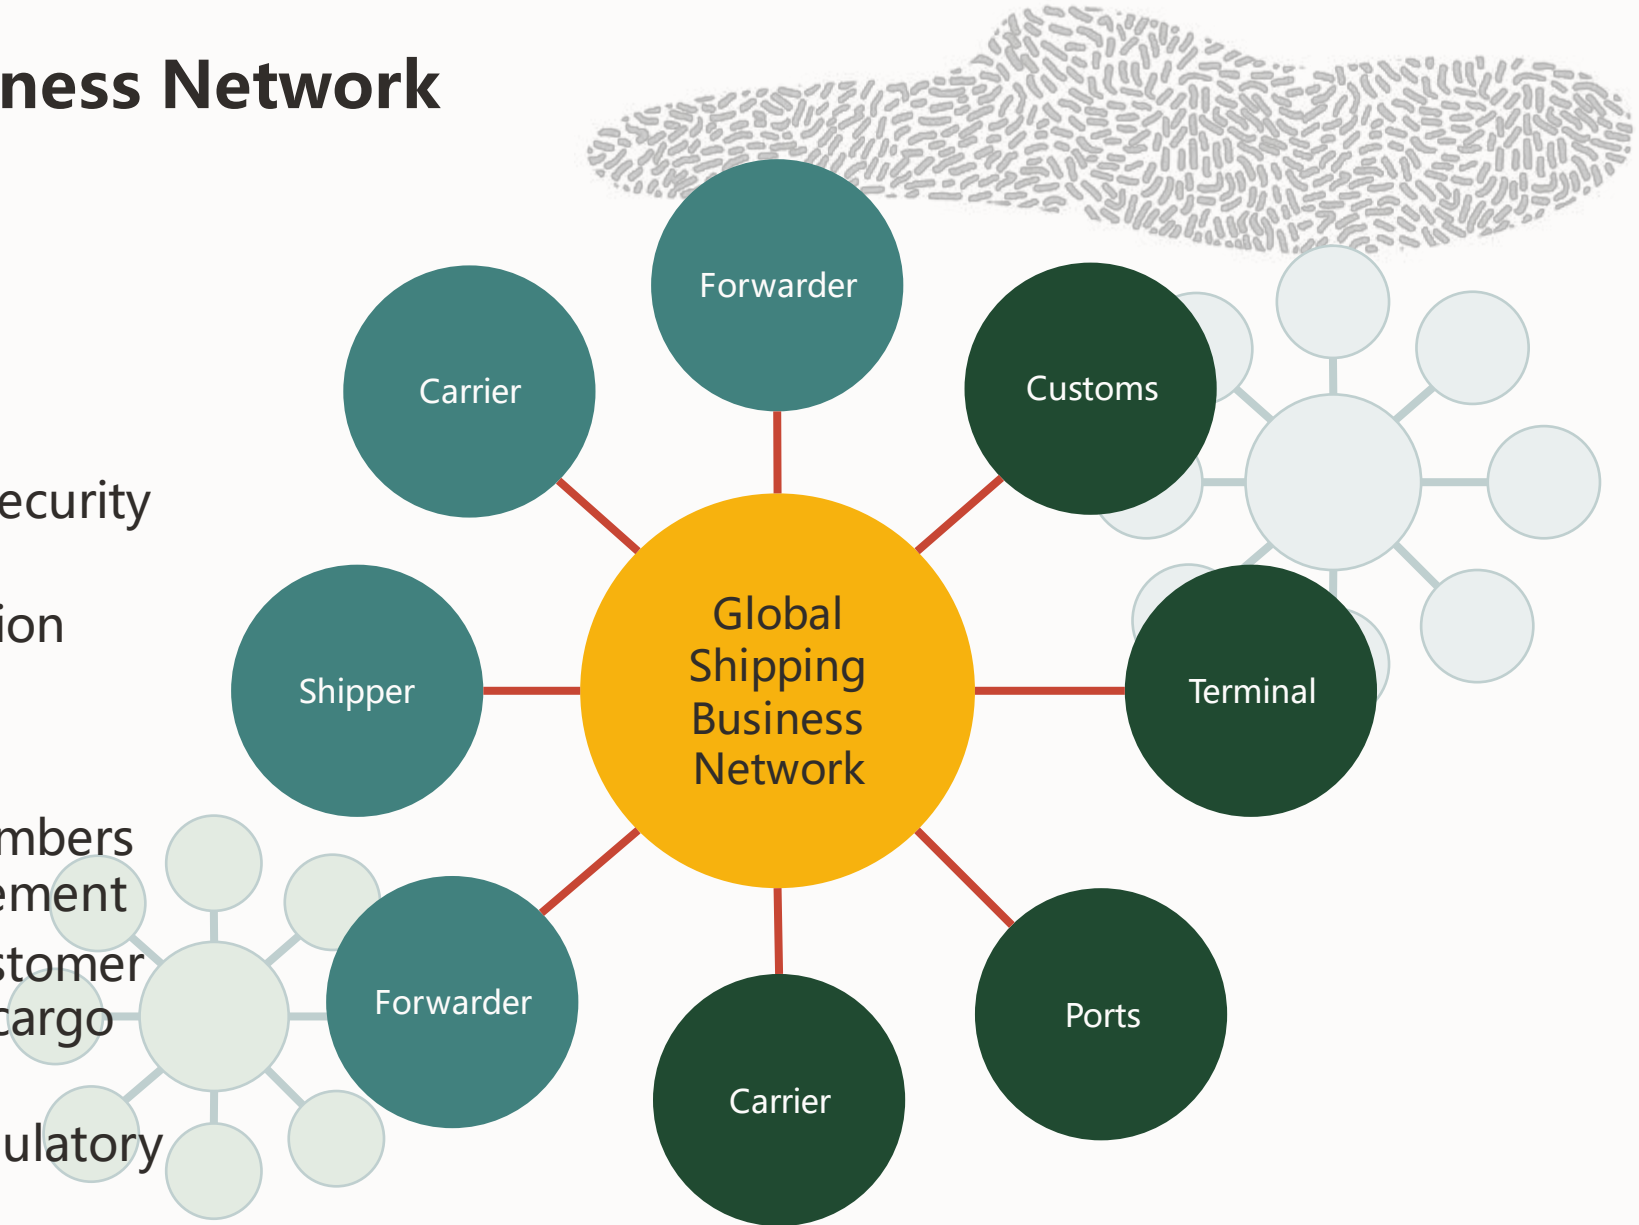 ness Network
ecurity
ion
mbers
ement
stomer
cargo
ulatory
Forwarder
Carrier
Customs
Shipper
Global
Shipping
Business
Network
Terminal
Forwarder
Ports
Carrier